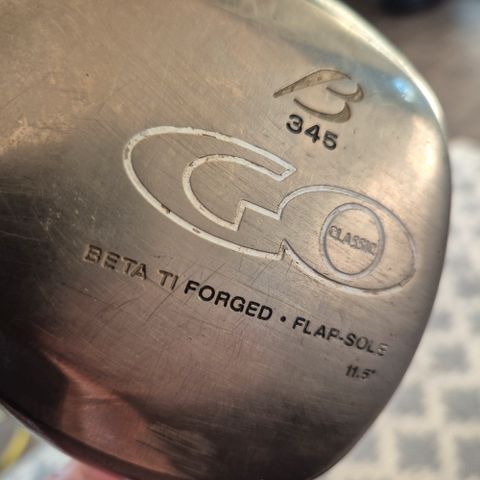 B
345
GO
CLASSIC
BETA TI FORGED • FLAP-SOLE
11.5°